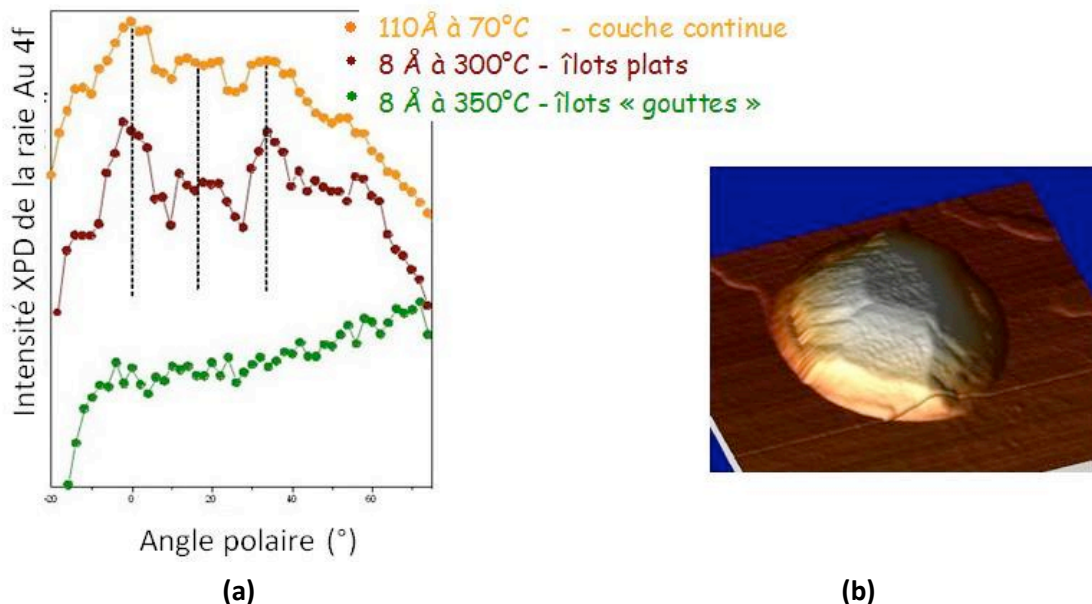 110Å à 70°C - couche continue
8 Å à 300°C - îlots plats
8 Å à 350°C - îlots « gouttes »
Intensité XPD de la raie Au 4f
-20 0 20 40 60
Angle polaire (°)
(a)
(b)